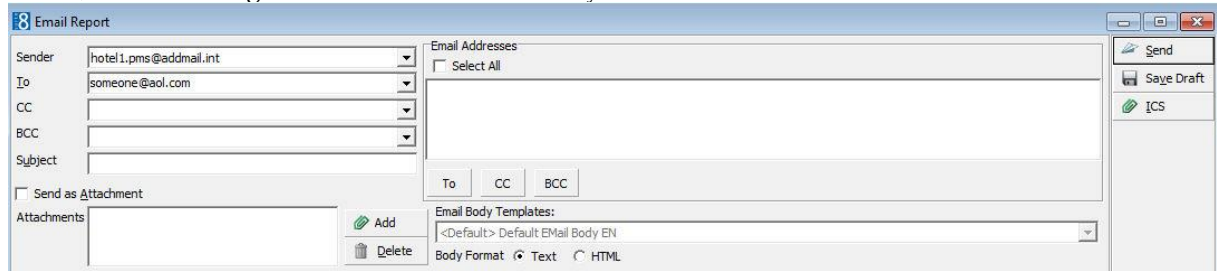 8 Email Report
Sender hotel1.pms@addmail.int
To someone@aol.com
CC
BCC
Subject
Send as Attachment
Attachments
Add
Delete
Email Addresses
Select All
To CC BCC
Email Body Templates:
<Default> Default EMail Body EN
Body Format Text HTML
Send
Save Draft
ICS